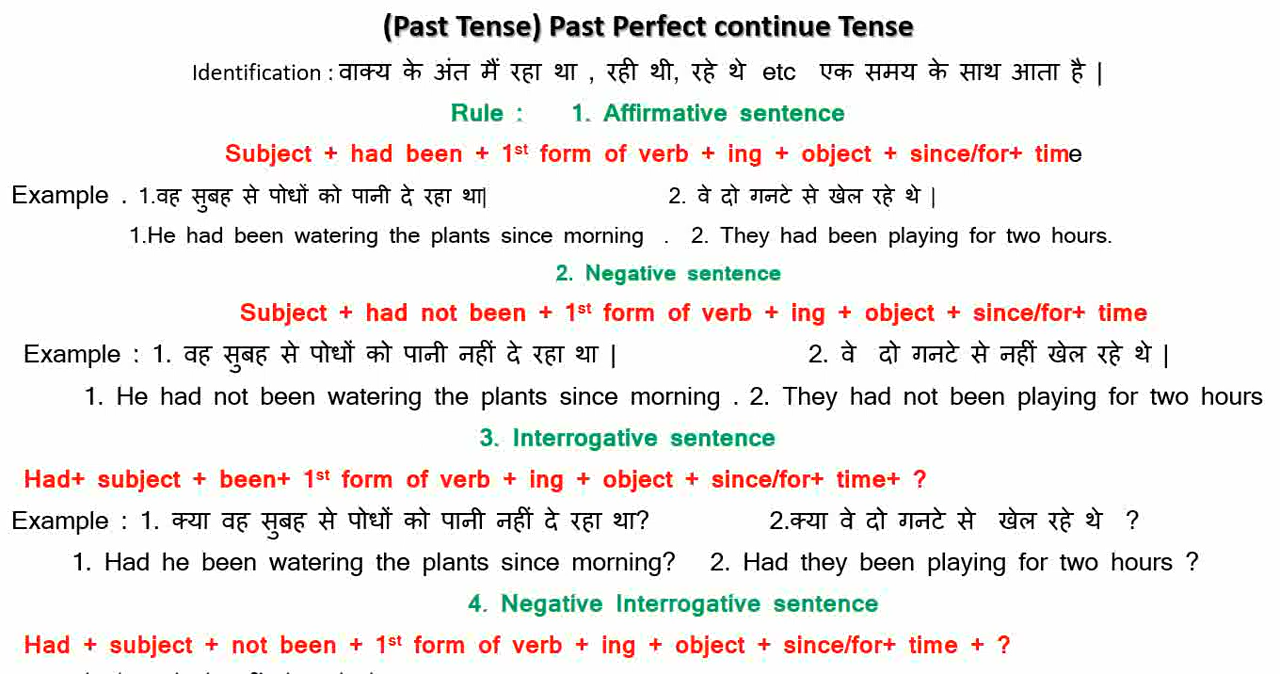 (Past Tense) Past Perfect continue Tense
Identification : वाक्य के अंत मैं रहा था , रही थी, रहे थे etc एक समय के साथ आता है |
Rule : 1. Affirmative sentence
Subject + had been + 1st form of verb + ing + object + since/for+ time
Example . 1.वह सुबह से पोधों को पानी दे रहा था| 2. वे दो गनटे से खेल रहे थे |
1.He had been watering the plants since morning . 2. They had been playing for two hours.
2. Negative sentence
Subject + had not been + 1st form of verb + ing + object + since/for+ time
Example : 1. वह सुबह से पोधों को पानी नहीं दे रहा था | 2. वे दो गनटे से नहीं खेल रहे थे |
1. He had not been watering the plants since morning . 2. They had not been playing for two hours
3. Interrogative sentence
Had+ subject + been+ 1st form of verb + ing + object + since/for+ time+ ?
Example : 1. क्या वह सुबह से पोधों को पानी नहीं दे रहा था? 2.क्या वे दो गनटे से खेल रहे थे ?
1. Had he been watering the plants since morning? 2. Had they been playing for two hours ?
4. Negative Interrogative sentence
Had + subject + not been + 1st form of verb + ing + object + since/for+ time + ?